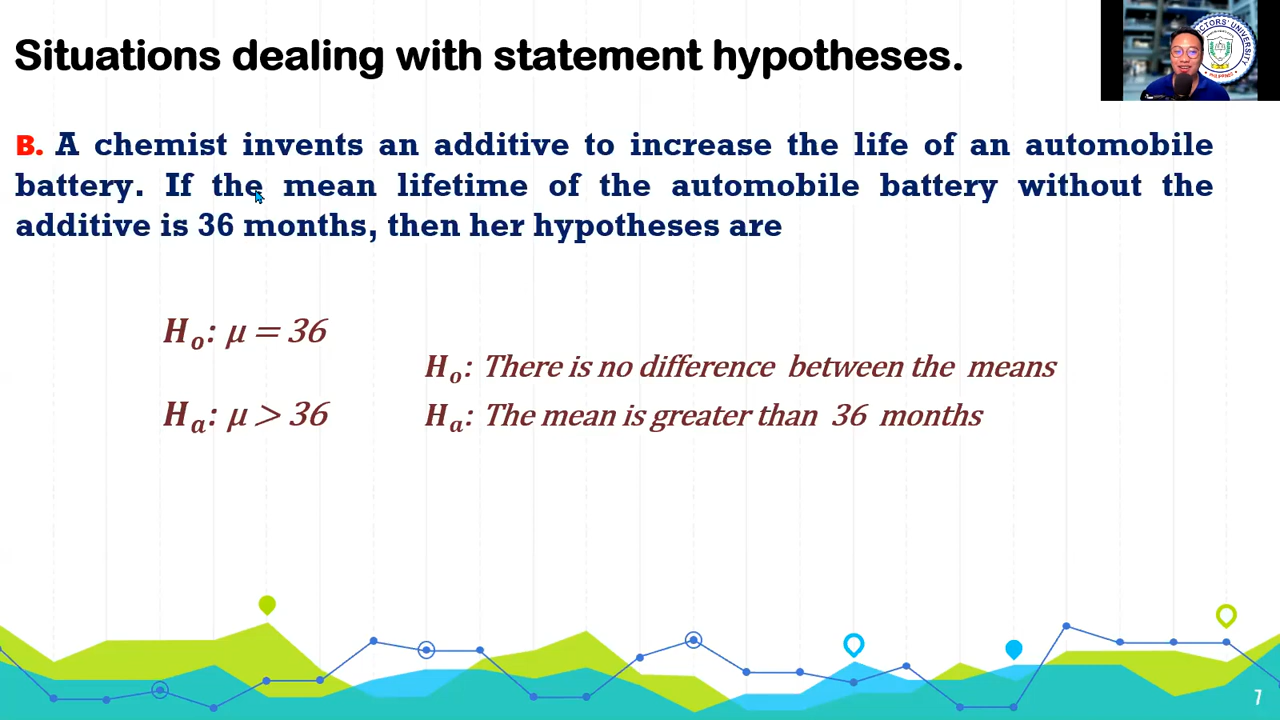 Situations dealing with statement hypotheses.
B. A chemist invents an additive to increase the life of an automobile
battery. If the mean lifetime of the automobile battery without the
additive is 36 months, then her hypotheses are
Hₒ: μ = 36
Hₒ: There is no difference between the means
Hₐ: μ > 36
Hₐ: The mean is greater than 36 months
7